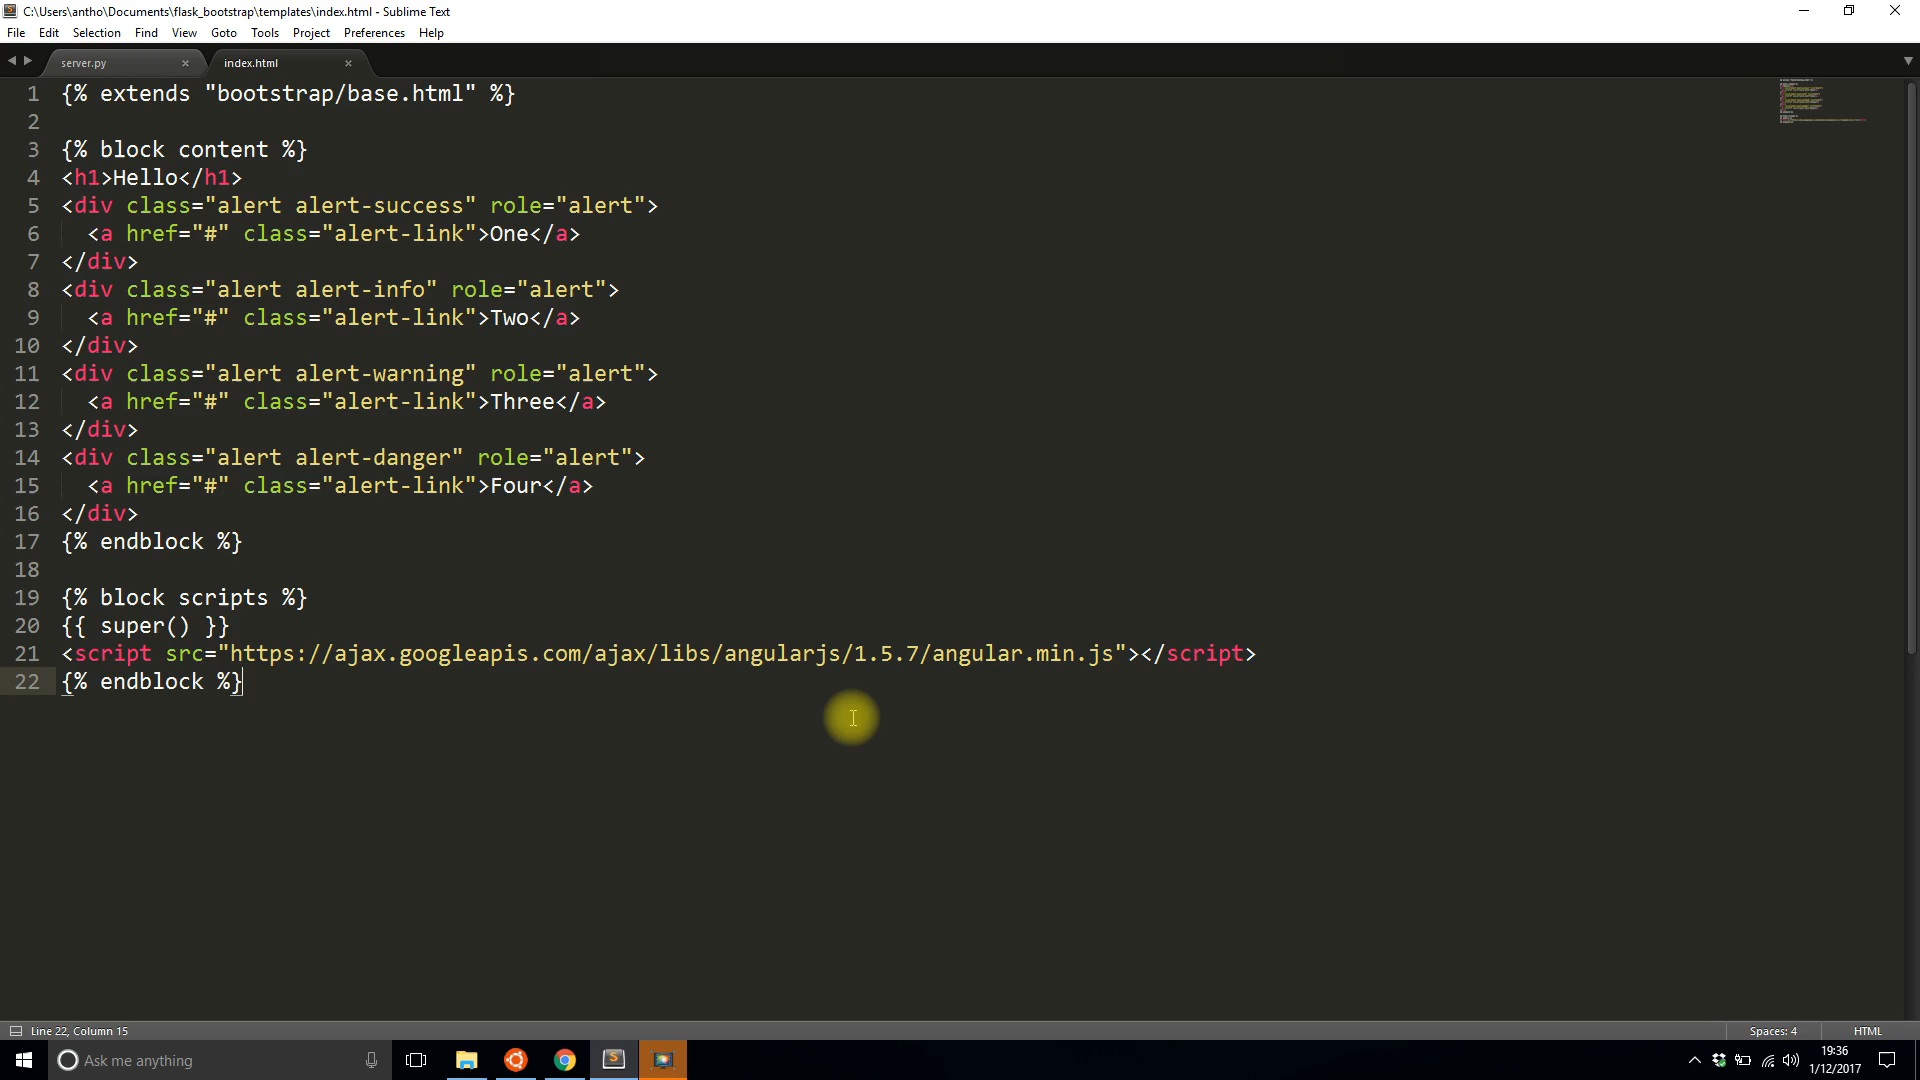 C:\Users\antho\Documents\flask_bootstrap\templates\index.html - Sublime Text
File Edit Selection Find View Goto Tools Project Preferences Help
server.py × index.html ×
1 {% extends "bootstrap/base.html" %}
2
3 {% block content %}
4 <h1>Hello</h1>
5 <div class="alert alert-success" role="alert">
6   <a href="#" class="alert-link">One</a>
7 </div>
8 <div class="alert alert-info" role="alert">
9   <a href="#" class="alert-link">Two</a>
10 </div>
11 <div class="alert alert-warning" role="alert">
12   <a href="#" class="alert-link">Three</a>
13 </div>
14 <div class="alert alert-danger" role="alert">
15   <a href="#" class="alert-link">Four</a>
16 </div>
17 {% endblock %}
18
19 {% block scripts %}
20 {{ super() }}
21 <script src="https://ajax.googleapis.com/ajax/libs/angularjs/1.5.7/angular.min.js"></script>
22 {% endblock %}
Line 22, Column 15 Spaces: 4 HTML
Ask me anything
19:36
1/12/2017